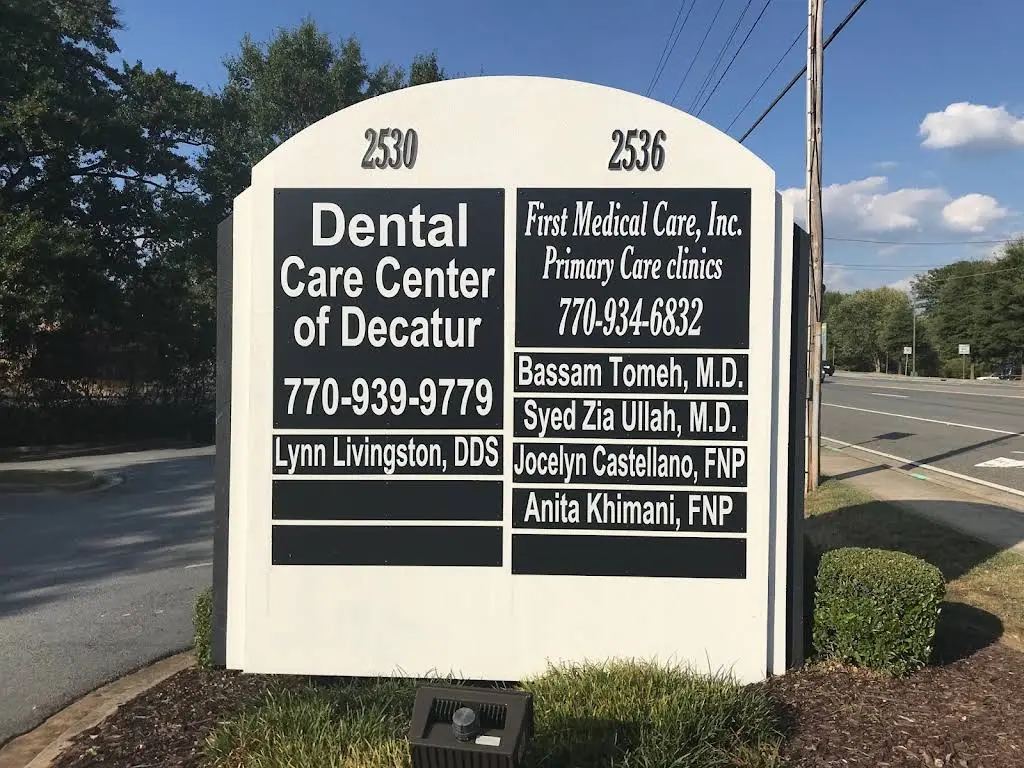 2530
Dental
Care Center
of Decatur
770-939-9779
Lynn Livingston, DDS
2536
First Medical Care, Inc.
Primary Care clinics
770-934-6832
Bassam Tomeh, M.D.
Syed Zia Ullah, M.D.
Jocelyn Castellano, FNP
Anita Khimani, FNP